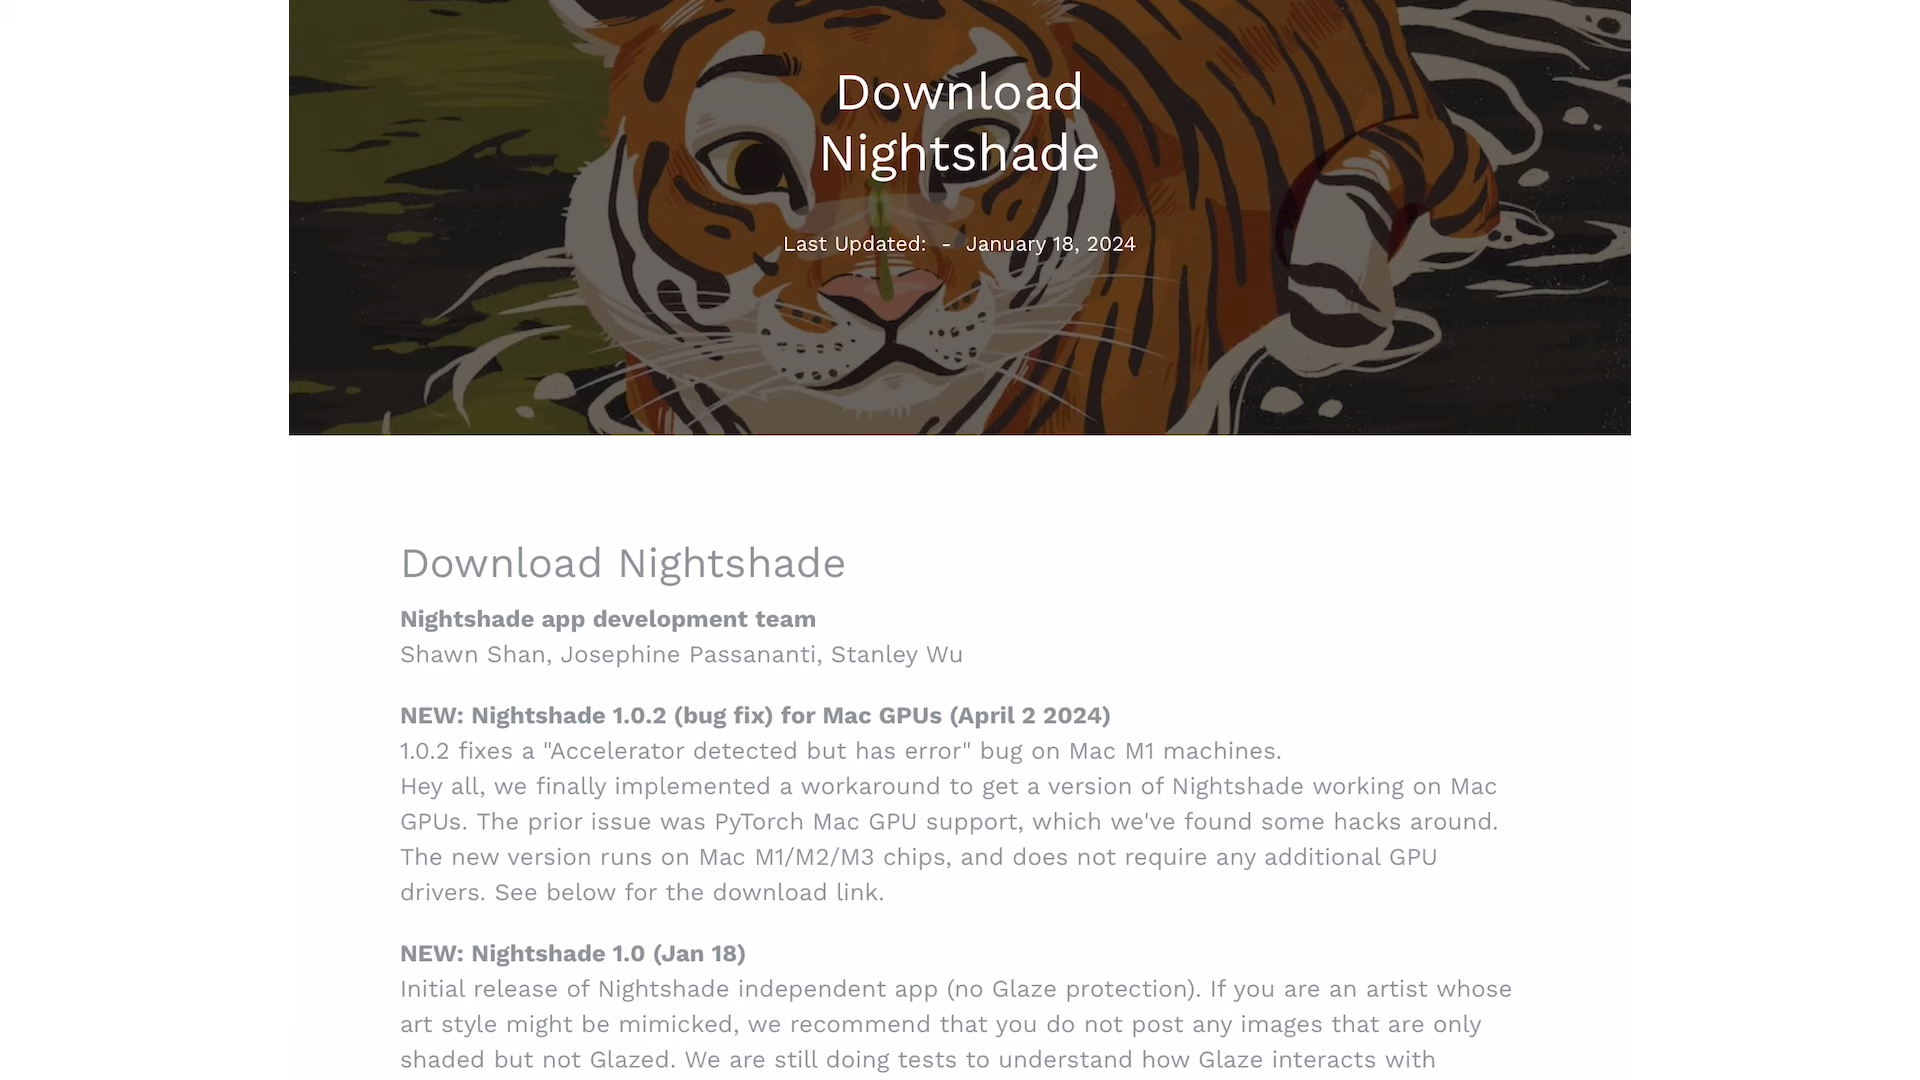 Download
Nightshade
Last Updated: - January 18, 2024
Download Nightshade
Nightshade app development team
Shawn Shan, Josephine Passananti, Stanley Wu
NEW: Nightshade 1.0.2 (bug fix) for Mac GPUs (April 2 2024)
1.0.2 fixes a "Accelerator detected but has error" bug on Mac M1 machines.
Hey all, we finally implemented a workaround to get a version of Nightshade working on Mac
GPUs. The prior issue was PyTorch Mac GPU support, which we've found some hacks around.
The new version runs on Mac M1/M2/M3 chips, and does not require any additional GPU
drivers. See below for the download link.
NEW: Nightshade 1.0 (Jan 18)
Initial release of Nightshade independent app (no Glaze protection). If you are an artist whose
art style might be mimicked, we recommend that you do not post any images that are only
shaded but not Glazed. We are still doing tests to understand how Glaze interacts with